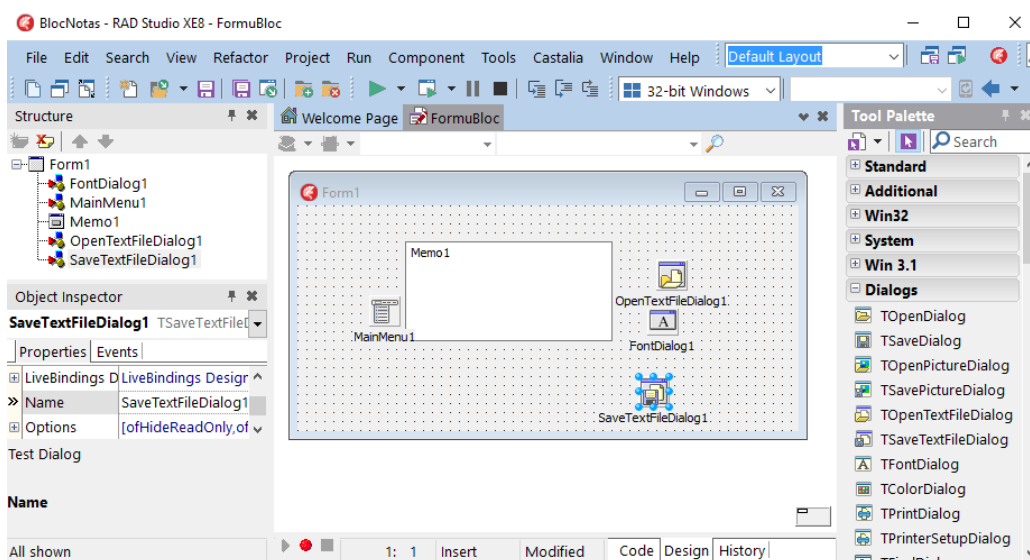 BlocNotas - RAD Studio XE8 - FormuBloc
File Edit Search View Refactor Project Run Component Tools Castalia Window Help Default Layout
32-bit Windows
Structure
Form1
FontDialog1
MainMenu1
Memo1
OpenTextFileDialog1
SaveTextFileDialog1
Object Inspector
SaveTextFileDialog1 TSaveTextFileD
Properties Events
LiveBindings D LiveBindings Design
Name SaveTextFileDialog1
Options [ofHideReadOnly,of
Test Dialog
Name
All shown
Welcome Page FormuBloc
Form1
Memo1
MainMenu1
OpenTextFileDialog1
FontDialog1
SaveTextFileDialog1
1: 1 Insert Modified Code Design History
Tool Palette
Search
Standard
Additional
Win32
System
Win 3.1
Dialogs
TOpenDialog
TSaveDialog
TOpenPictureDialog
TSavePictureDialog
TOpenTextFileDialog
TSaveTextFileDialog
TFontDialog
TColorDialog
TPrintDialog
TPrinterSetupDialog